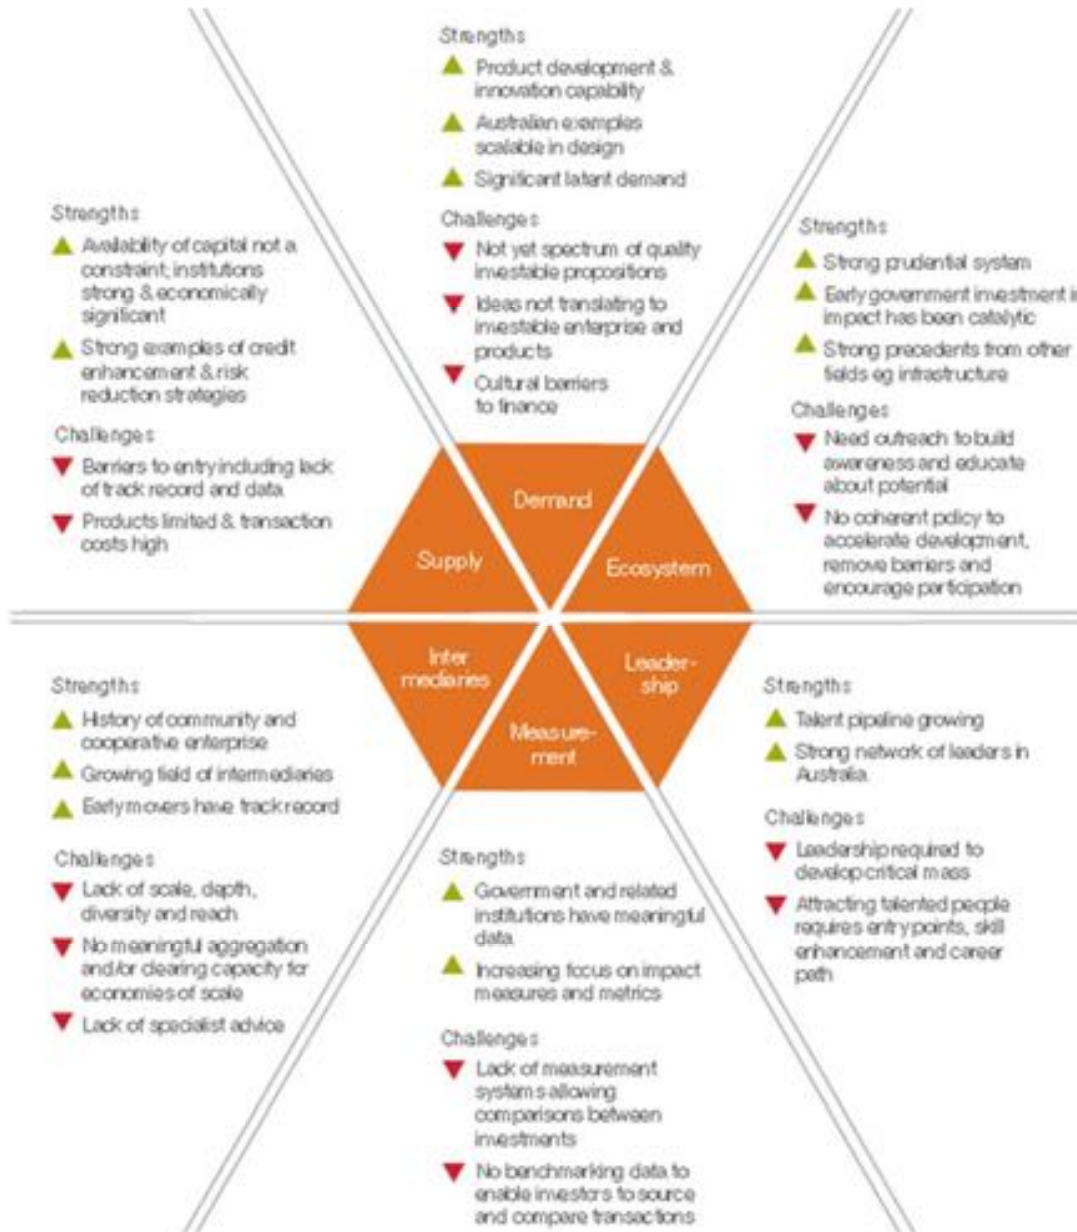 Strengths
Product development &
innovation capability
Australian examples
scalable in design
Significant latent demand
Challenges
Not yet spectrum of quality
investable propositions
Ideas not translating to
investable enterprise and
products
Cultural barriers
to finance
Strengths
Availability of capital not a
constraint; institutions
strong & economically
significant
Strong examples of credit
enhancement & risk
reduction strategies
Challenges
Barriers to entry including lack
of track record and data
Products limited & transaction
costs high
Strengths
Strong prudential system
Early government investment in
impact has been catalytic
Strong precedents from other
fields eg infrastructure
Challenges
Need outreach to build
awareness and educate
about potential
No coherent policy to
accelerate development,
remove barriers and
encourage participation
Demand
Supply
Ecosystem
Inter
mediaries
Leader-
ship
Measure-
ment
Strengths
History of community and
cooperative enterprise
Growing field of intermediaries
Early movers have track record
Challenges
Lack of scale, depth,
diversity and reach
No meaningful aggregation
and/or clearing capacity for
economies of scale
Lack of specialist advice
Strengths
Government and related
institutions have meaningful
data
Increasing focus on impact
measures and metrics
Challenges
Lack of measurement
systems allowing
comparisons between
investments
No benchmarking data to
enable investors to source
and compare transactions
Strengths
Talent pipeline growing
Strong network of leaders in
Australia
Challenges
Leadership required to
develop critical mass
Attracting talented people
requires entry points, skill
enhancement and career
path